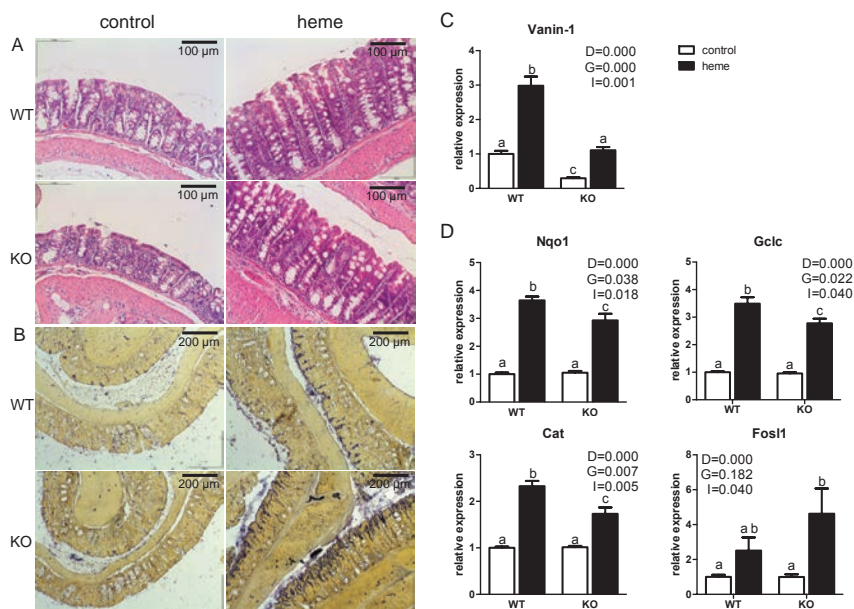 control heme
A
100 µm
100 µm
WT
100 µm
100 µm
KO
B
200 µm
200 µm
WT
200 µm
200 µm
KO
C
Vanin-1
control
heme
D=0.000
G=0.000
I=0.001
relative expression
4
3
2
1
0
a
b
c
a
WT KO
D
Nqo1
D=0.000
G=0.038
I=0.018
relative expression
5
4
3
2
1
0
a
b
a
c
WT KO
Gclc
D=0.000
G=0.022
I=0.040
relative expression
5
4
3
2
1
0
a
b
a
c
WT KO
Cat
D=0.000
G=0.007
I=0.005
relative expression
4
3
2
1
0
a
b
a
c
WT KO
Fosl1
D=0.000
G=0.182
I=0.040
relative expression
8
6
4
2
0
a
ab
a
b
WT KO